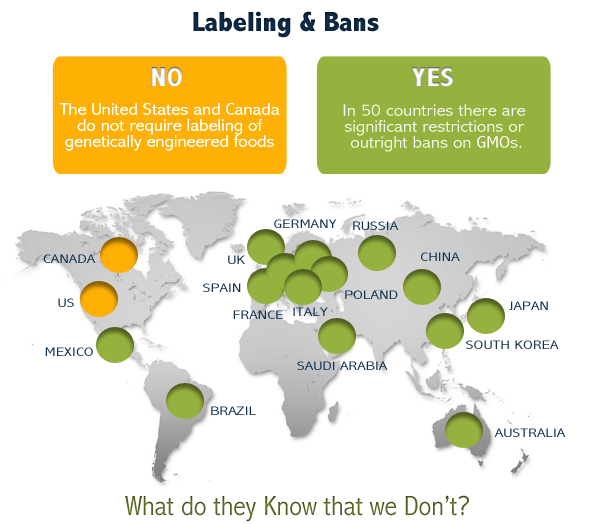 Labeling & Bans
NO
The United States and Canada
do not require labeling of
genetically engineered foods
YES
In 50 countries there are
significant restrictions or
outright bans on GMOs.
GERMANY
RUSSIA
CANADA
UK
CHINA
SPAIN
POLAND
US
FRANCE
ITALY
JAPAN
MEXICO
SOUTH KOREA
SAUDI ARABIA
BRAZIL
AUSTRALIA
What do they Know that we Don't?